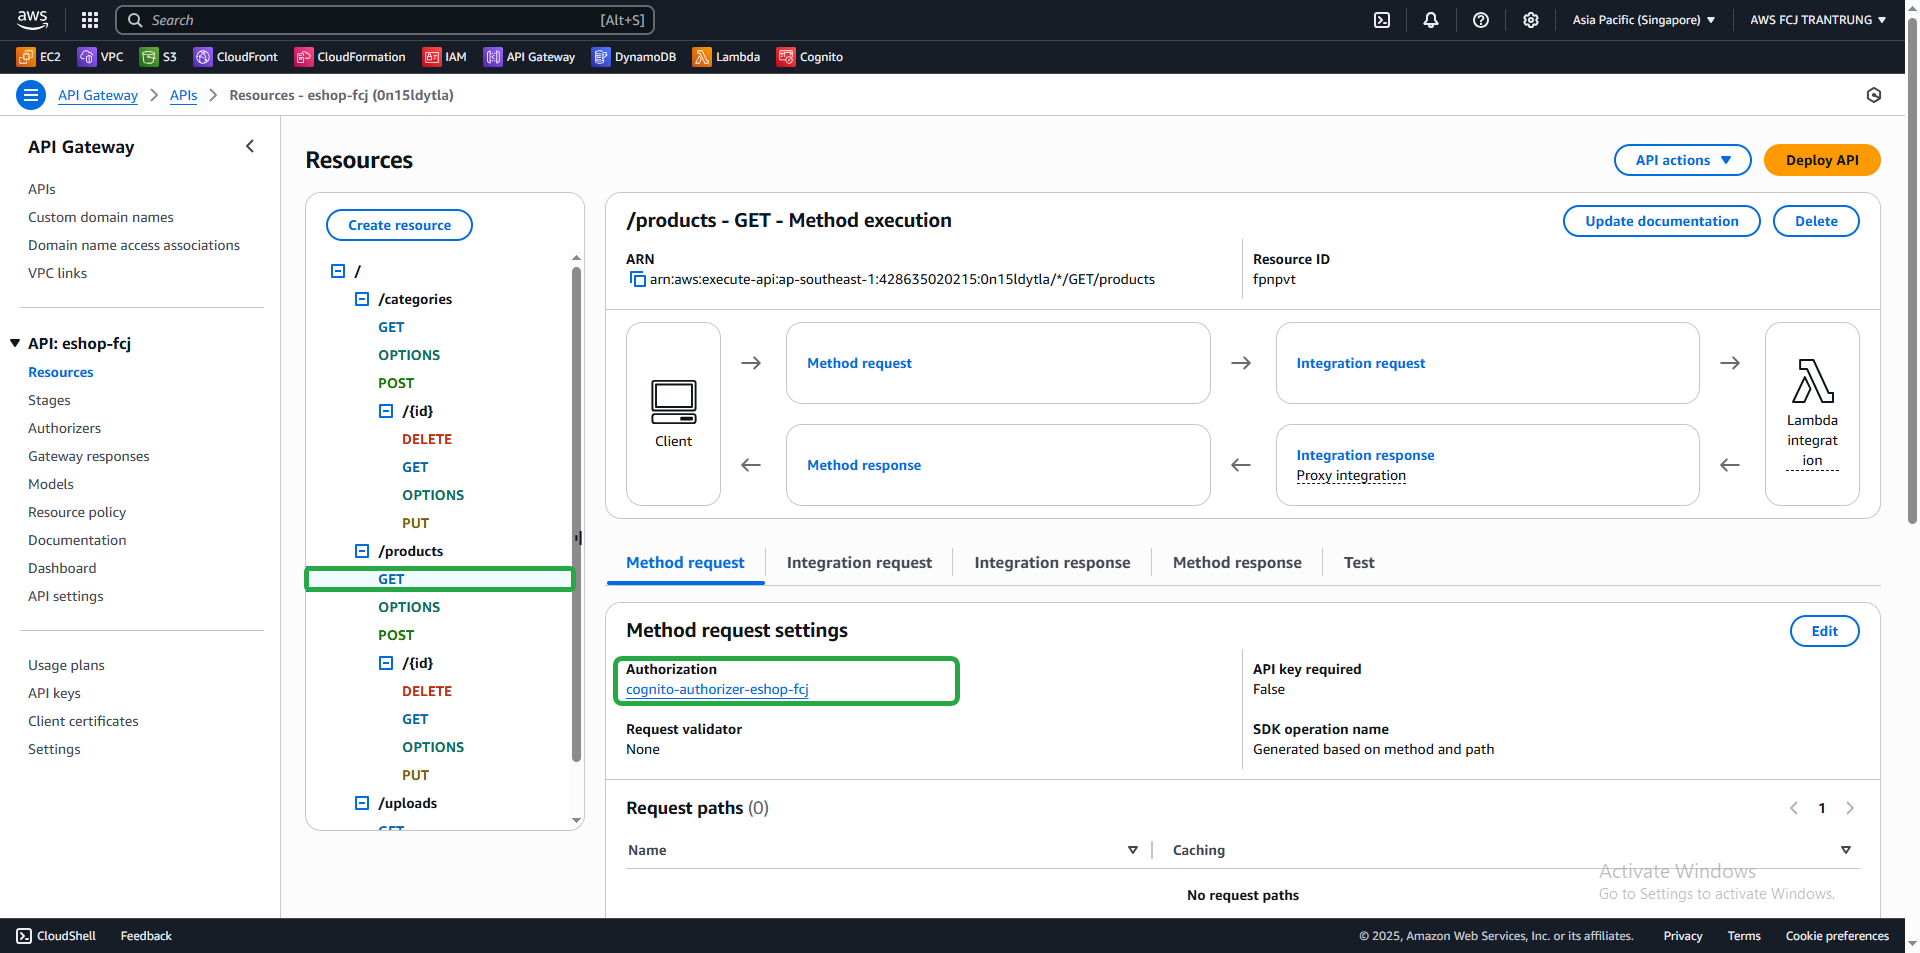 aws
Search [Alt+S]
Asia Pacific (Singapore) ▼
AWS FCJ TRANTRUNG ▼
EC2 VPC S3 CloudFront CloudFormation IAM API Gateway DynamoDB Lambda Cognito
API Gateway > APIs > Resources - eshop-fcj (0n15ldytla)
API Gateway
APIs
Custom domain names
Domain name access associations
VPC links
API: eshop-fcj
Resources
Stages
Authorizers
Gateway responses
Models
Resource policy
Documentation
Dashboard
API settings
Usage plans
API keys
Client certificates
Settings
Resources
API actions ▼
Deploy API
Create resource
/
/categories
GET
OPTIONS
POST
/{id}
DELETE
GET
OPTIONS
PUT
/products
GET
OPTIONS
POST
/{id}
DELETE
GET
OPTIONS
PUT
/uploads
GET
/products - GET - Method execution
Update documentation
Delete
ARN
arn:aws:execute-api:ap-southeast-1:428635020215:0n15ldytla/*/GET/products
Resource ID
fpnpvt
Client
Method request
Integration request
Method response
Integration response
Proxy integration
Lambda
integrat
ion
Method request
Integration request
Integration response
Method response
Test
Method request settings
Edit
Authorization
cognito-authorizer-eshop-fcj
API key required
False
Request validator
None
SDK operation name
Generated based on method and path
Request paths (0)
< 1 >
Name
Caching
No request paths
Activate Windows
Go to Settings to activate Windows.
CloudShell
Feedback
© 2025, Amazon Web Services, Inc. or its affiliates.
Privacy
Terms
Cookie preferences